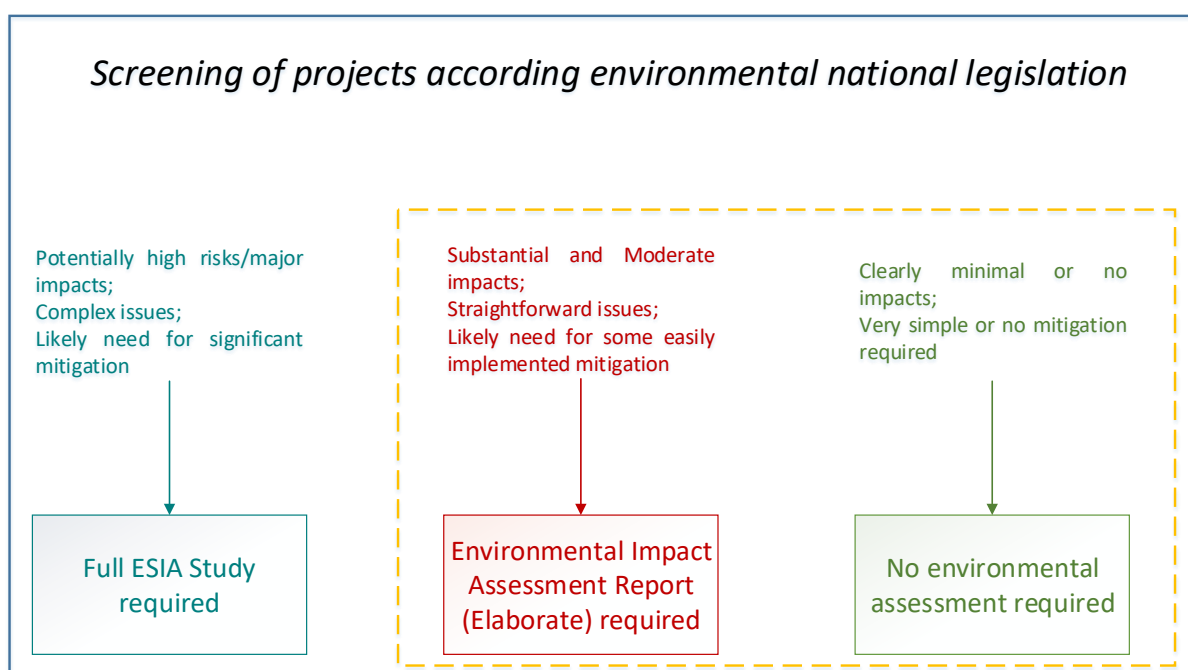 Screening of projects according environmental national legislation
Potentially high risks/major
impacts;
Complex issues;
Likely need for significant
mitigation
Substantial and Moderate
impacts;
Straightforward issues;
Likely need for some easily
implemented mitigation
Clearly minimal or no
impacts;
Very simple or no mitigation
required
Full ESIA Study
required
Environmental Impact
Assessment Report
(Elaborate) required
No environmental
assessment required